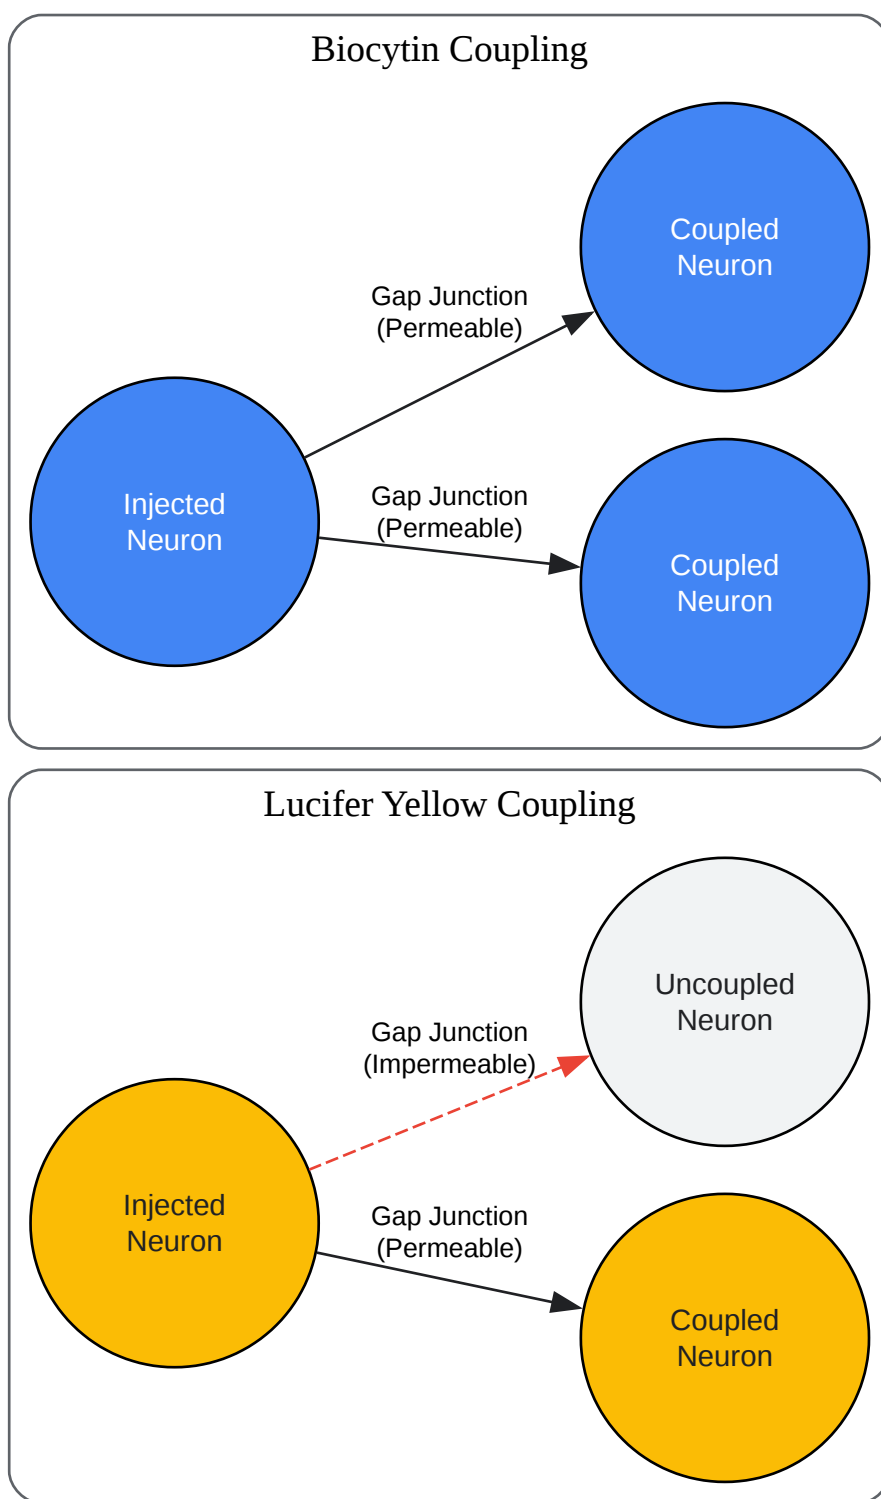 Biocytin Coupling
Coupled
Neuron
Gap Junction
(Permeable)
Injected
Neuron
Gap Junction
(Permeable)
Coupled
Neuron
Lucifer Yellow Coupling
Uncoupled
Neuron
Gap Junction
(Impermeable)
Injected
Neuron
Gap Junction
(Permeable)
Coupled
Neuron